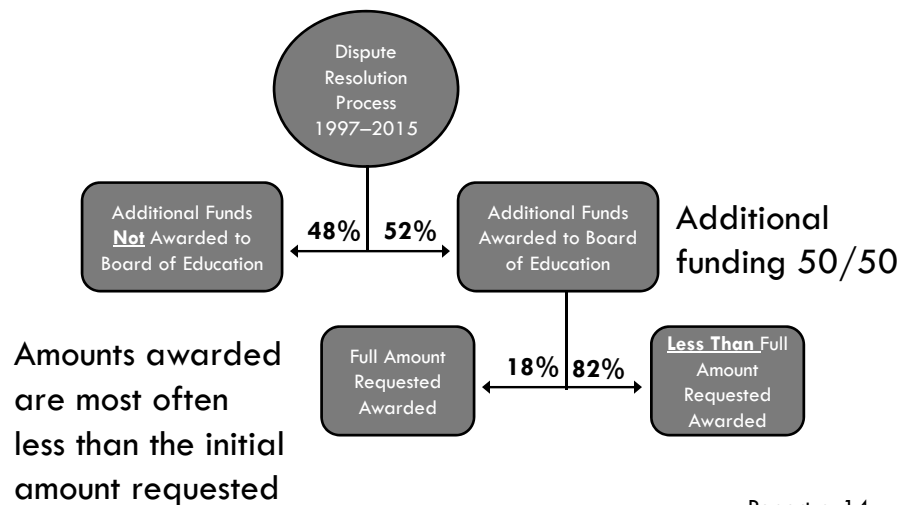 Dispute
Resolution
Process
1997–2015
Additional Funds
Not Awarded to
Board of Education
48%
52%
Additional Funds
Awarded to Board
of Education
Additional
funding 50/50
Amounts awarded
are most often
less than the initial
amount requested
Full Amount
Requested
Awarded
18%
82%
Less Than Full
Amount
Requested
Awarded